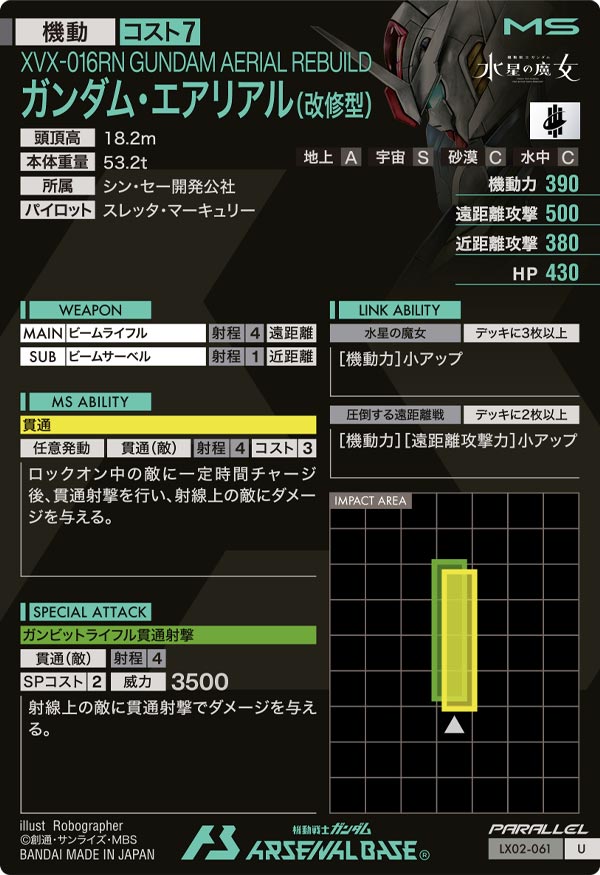 機動 コスト7 MS
XVX-016RN GUNDAM AERIAL REBUILD
ガンダム・エアリアル(改修型)
機動戦士ガンダム
水星の魔女
頭頂高 18.2m
本体重量 53.2t
所属 シン・セー開発公社
パイロット スレッタ・マーキュリー
地上 A 宇宙 S 砂漠 C 水中 C
機動力 390
遠距離攻撃 500
近距離攻撃 380
HP 430
WEAPON
MAIN ビームライフル 射程 4 遠距離
SUB ビームサーベル 射程 1 近距離
MS ABILITY
貫通
任意発動 貫通(敵) 射程 4 コスト 3
ロックオン中の敵に一定時間チャージ
後、貫通射撃を行い、射線上の敵にダメー
ジを与える。
SPECIAL ATTACK
ガンビットライフル貫通射撃
貫通(敵) 射程 4
SPコスト 2 威力 3500
射線上の敵に貫通射撃でダメージを与え
る。
LINK ABILITY
水星の魔女 デッキに3枚以上
[機動力]小アップ
圧倒する遠距離戦 デッキに2枚以上
[機動力][遠距離攻撃力]小アップ
IMPACT AREA
illust Robographer
©創通・サンライズ・MBS
BANDAI MADE IN JAPAN
機動戦士ガンダム
ARSENAL BASE®
PARALLEL
LX02-061 U